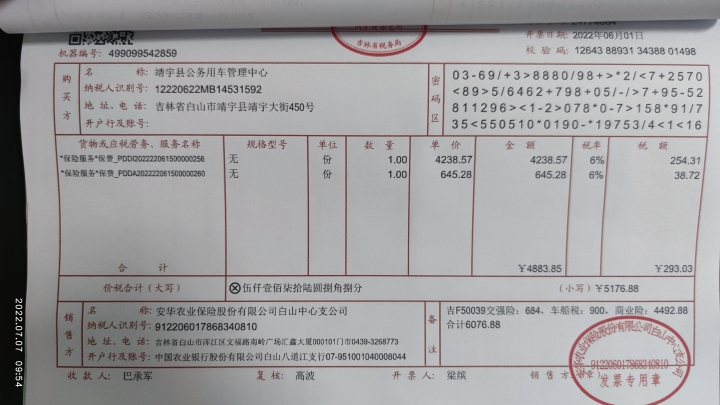 吉林省税务局
开票日期: 2022年06月01日
机器编号: 499099542859
校 验 码: 12643 88931 34388 01498
购买方
名 称: 靖宇县公务用车管理中心
纳税人识别号: 12220622MB14531592
地 址、电 话: 吉林省白山市靖宇县靖宇大街450号
开户行及账号:
密码区
03-69/+3>8880/98+>*2/<7+2570
<89>5/6462+798+05/-/>7+95-52
811296><1-2>078*0-7>158*91/7
35<550510*0190-*19753/4<1<16
货物或应税劳务、服务名称 规格型号 单位 数 量 单 价 金 额 税率 税 额
*保险服务*保费_PDDI202222061500000256 无 份 1.00 4238.57 4238.57 6% 254.31
*保险服务*保费_PDDA202222061500000260 无 份 1.00 645.28 645.28 6% 38.72
合 计 ￥4883.85 ￥293.03
价税合计（大写） ⊗伍仟壹佰柒拾陆圆捌角捌分 （小写）￥5176.88
销售方
名 称: 安华农业保险股份有限公司白山中心支公司
纳税人识别号: 912206017868340810
地 址、电 话: 吉林省白山市浑江区文福路南岭广场汇鑫大厦000101门市0439-3268773
开户行及账号: 中国农业银行股份有限公司白山八道江支行07-951001040008044
备注
吉F50039交强险: 684、车船税: 900、商业险: 4492.88
合计6076.88
收 款 人: 巴承军 复 核: 高波 开 票 人: 梁缤 销 售 方: (章)
安华农业保险股份有限公司白山中心支公司
912206017868340810
发票专用章
2022.07.07 09:54